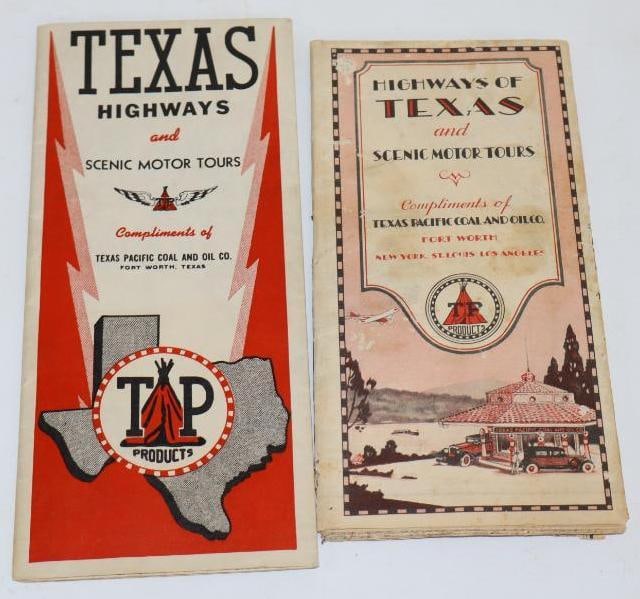 TEXAS
HIGHWAYS
and
SCENIC MOTOR TOURS
TP
Compliments of
TEXAS PACIFIC COAL AND OIL CO.
FORT WORTH, TEXAS
TP
PRODUCTS
HIGHWAYS OF
TEXAS
and
SCENIC MOTOR TOURS
Compliments of
TEXAS PACIFIC COAL AND OIL CO.
FORT WORTH
NEW YORK, ST. LOUIS, LOS ANGELES
TP
PRODUCTS